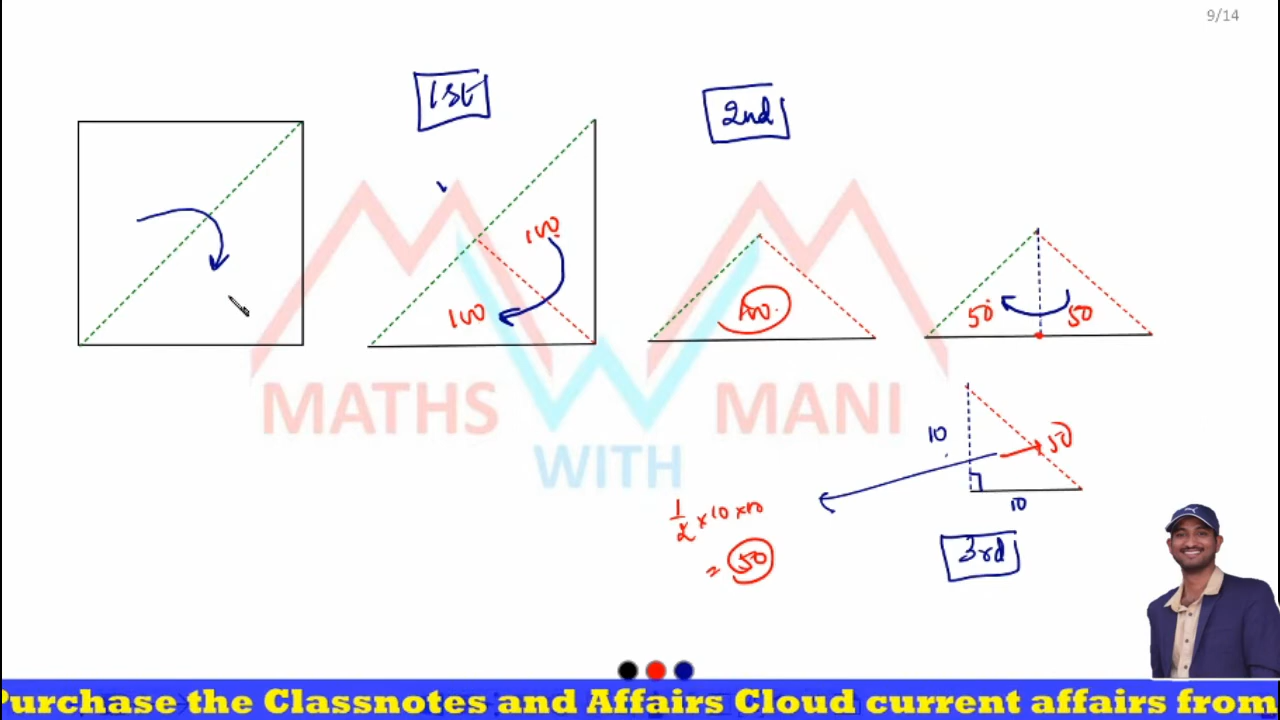 9/14
1st
2nd
100
100
100.
50
50
10
50
10
1/2 × 10 × 10
= 50
3rd
MATHS MANI
WITH
Purchase the Classnotes and Affairs Cloud current affairs from